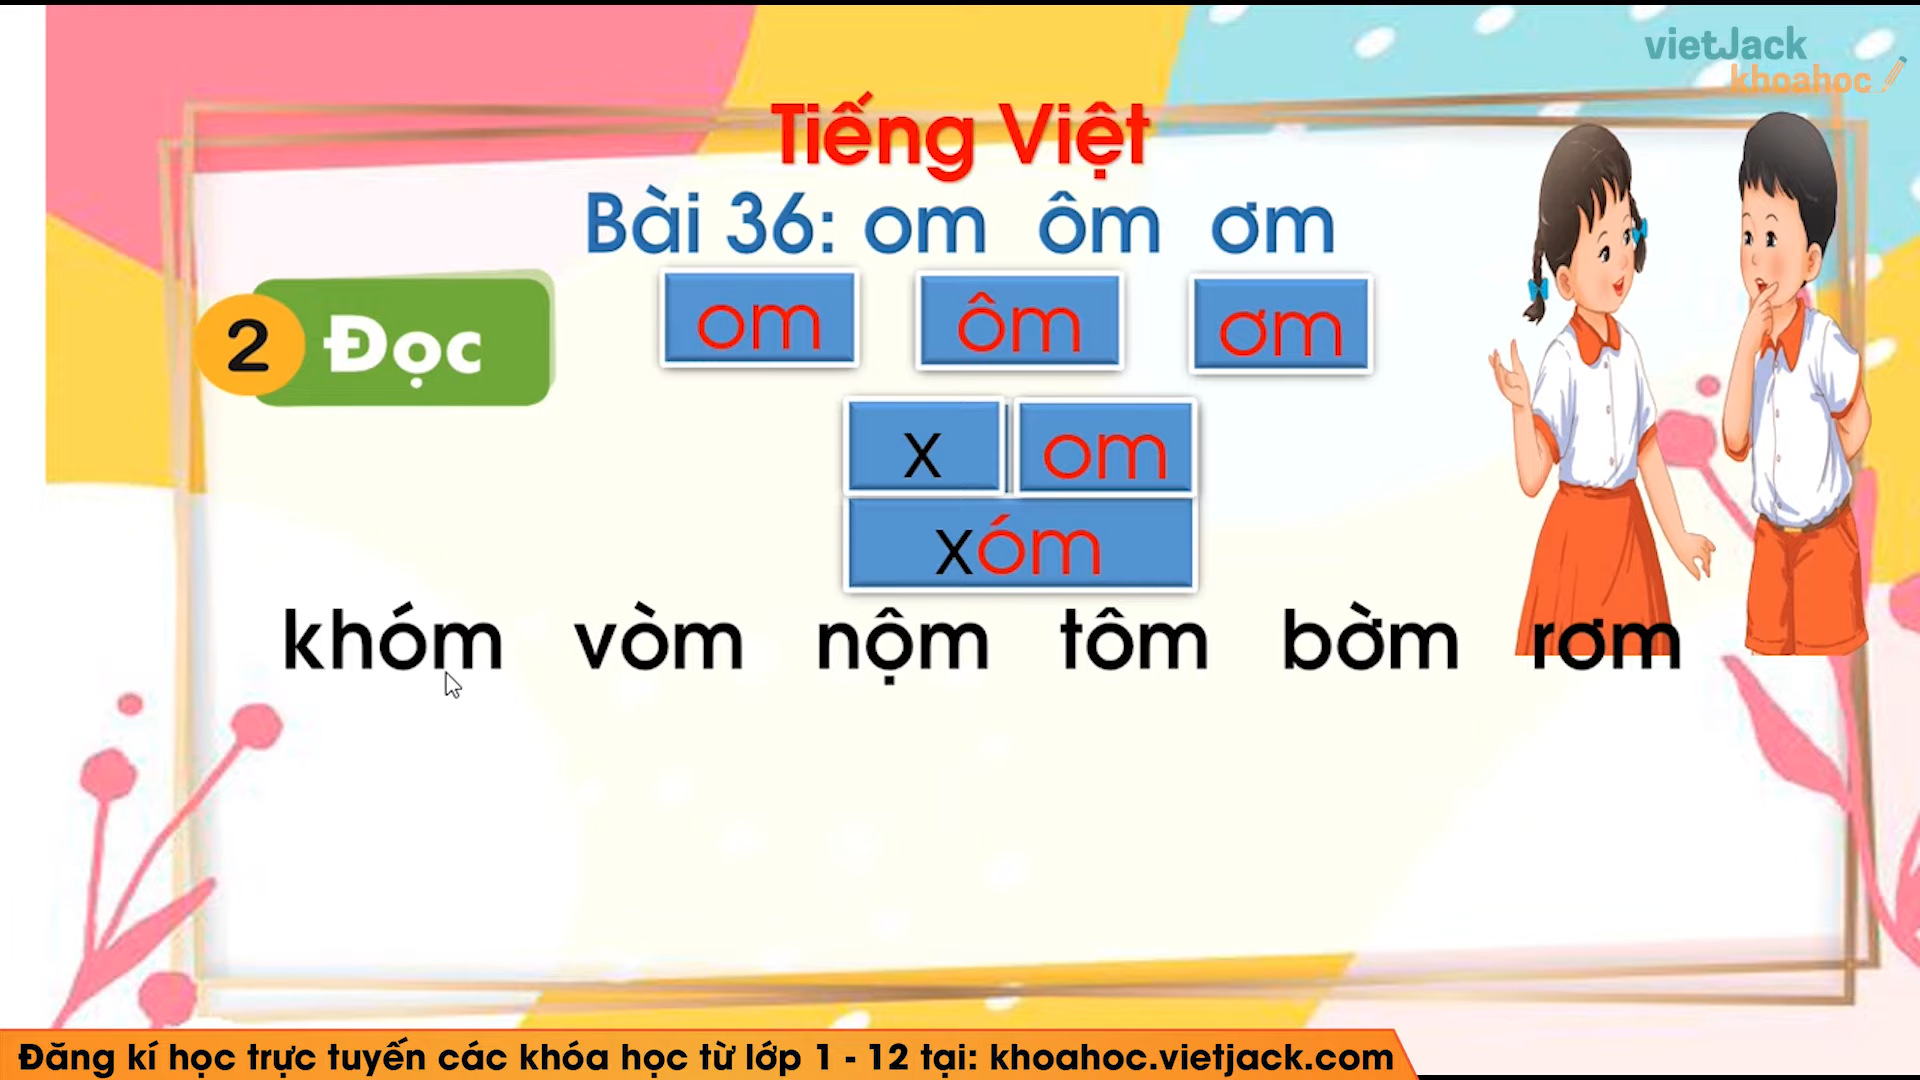 vietJack
khoahoc
Tiếng Việt
Bài 36: om ôm ơm
2 Đọc
om ôm ơm
x om
xóm
khóm vòm nộm tôm bờm rơm
Đăng kí học trực tuyến các khóa học từ lớp 1 - 12 tại: khoahoc.vietjack.com